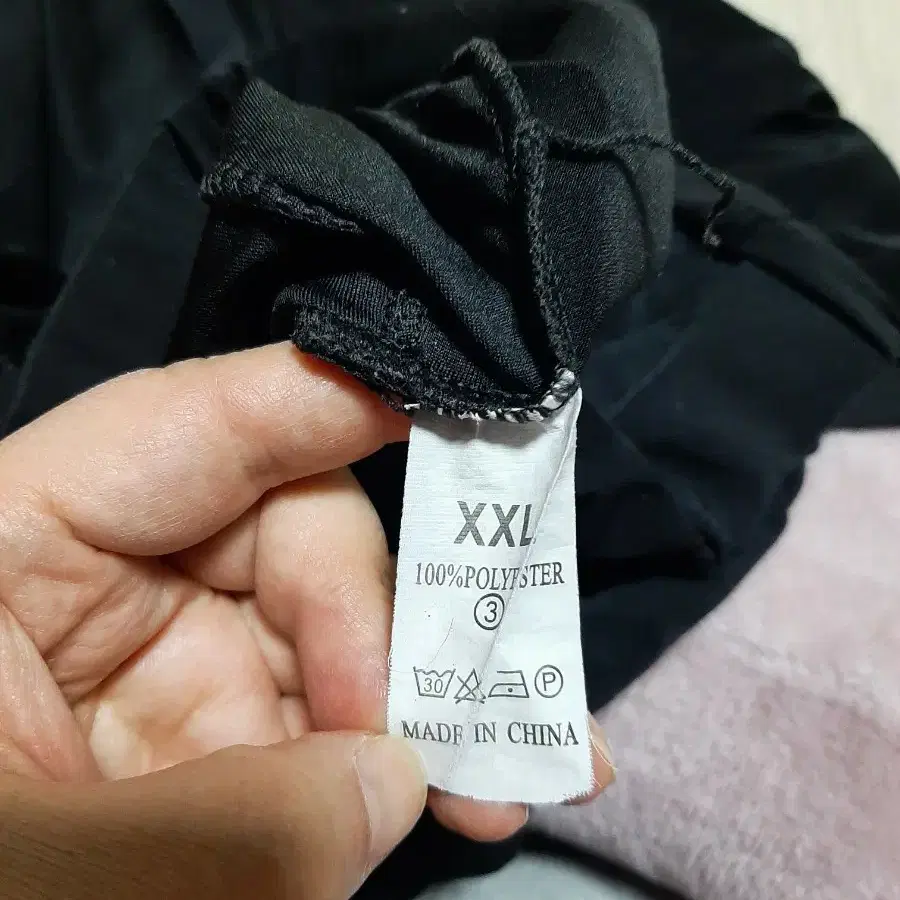 XXL
100%POLYESTER
③
30 P
MADE IN CHINA